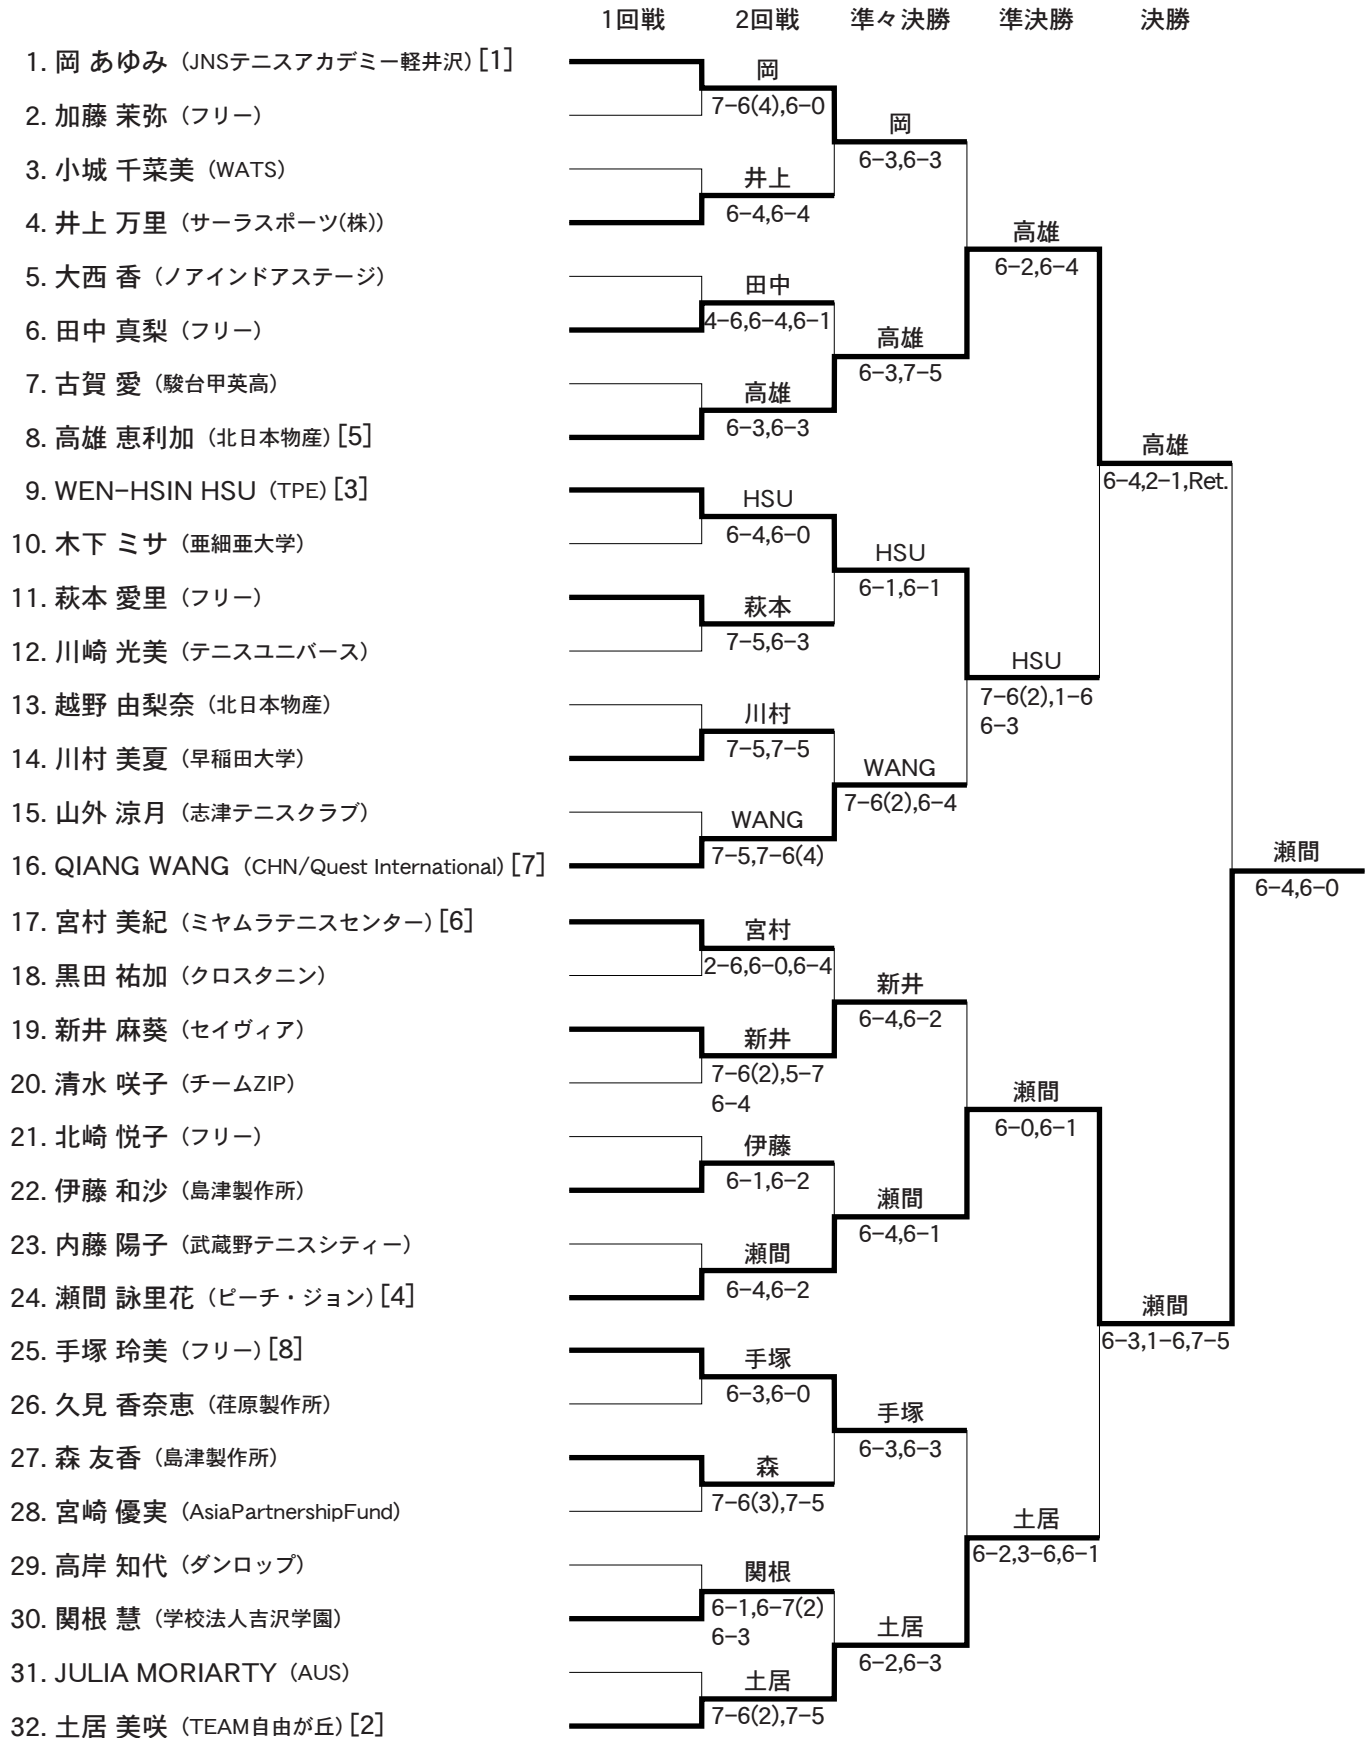 1回戦 2回戦 準々決勝 準決勝 決勝
1. 岡 あゆみ（JNSテニスアカデミー軽井沢）[1]
2. 加藤 茉弥（フリー）
3. 小城 千菜美（WATS）
4. 井上 万里（サーラスポーツ(株)）
5. 大西 香（ノアインドアステージ）
6. 田中 真梨（フリー）
7. 古賀 愛（駿台甲英高）
8. 高雄 恵利加（北日本物産）[5]
9. WEN-HSIN HSU（TPE）[3]
10. 木下 ミサ（亜細亜大学）
11. 萩本 愛里（フリー）
12. 川崎 光美（テニスユニバース）
13. 越野 由梨奈（北日本物産）
14. 川村 美夏（早稲田大学）
15. 山外 涼月（志津テニスクラブ）
16. QIANG WANG（CHN/Quest International）[7]
17. 宮村 美紀（ミヤムラテニスセンター）[6]
18. 黒田 祐加（クロスタニン）
19. 新井 麻葵（セイヴィア）
20. 清水 咲子（チームZIP）
21. 北崎 悦子（フリー）
22. 伊藤 和沙（島津製作所）
23. 内藤 陽子（武蔵野テニスシティー）
24. 瀬間 詠里花（ピーチ・ジョン）[4]
25. 手塚 玲美（フリー）[8]
26. 久見 香奈恵（荏原製作所）
27. 森 友香（島津製作所）
28. 宮崎 優実（AsiaPartnershipFund）
29. 高岸 知代（ダンロップ）
30. 関根 慧（学校法人吉沢学園）
31. JULIA MORIARTY（AUS）
32. 土居 美咲（TEAM自由が丘）[2]
岡
7-6(4),6-0
井上
6-4,6-4
田中
4-6,6-4,6-1
高雄
6-3,6-3
HSU
6-4,6-0
萩本
7-5,6-3
川村
7-5,7-5
WANG
7-5,7-6(4)
宮村
2-6,6-0,6-4
新井
7-6(2),5-7
6-4
伊藤
6-1,6-2
瀬間
6-4,6-2
手塚
6-3,6-0
森
7-6(3),7-5
関根
6-1,6-7(2)
6-3
土居
7-6(2),7-5
岡
6-3,6-3
高雄
6-3,7-5
HSU
6-1,6-1
WANG
7-6(2),6-4
新井
6-4,6-2
瀬間
6-4,6-1
手塚
6-3,6-3
土居
6-2,6-3
高雄
6-2,6-4
HSU
7-6(2),1-6
6-3
瀬間
6-0,6-1
土居
6-2,3-6,6-1
高雄
6-4,2-1,Ret.
瀬間
6-3,1-6,7-5
瀬間
6-4,6-0